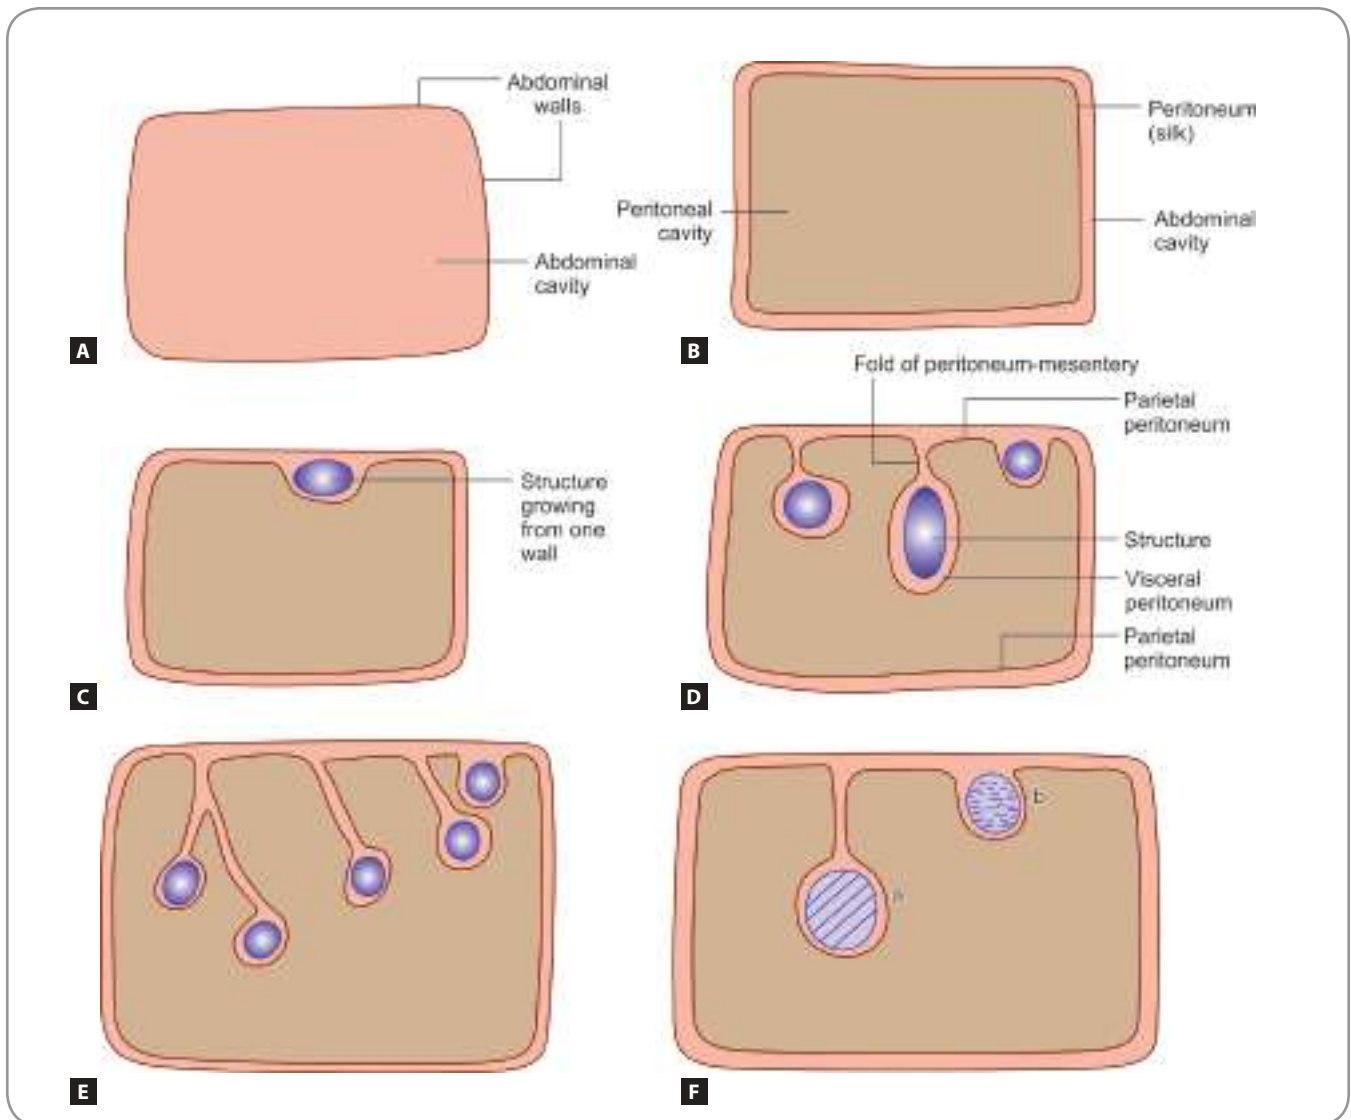 Abdominal
walls
Abdominal
cavity
A
Peritoneum
(silk)
Peritoneal
cavity
Abdominal
cavity
B
Structure
growing
from one
wall
C
Fold of peritoneum-mesentery
Parietal
peritoneum
Structure
Visceral
peritoneum
Parietal
peritoneum
D
E
a
b
F